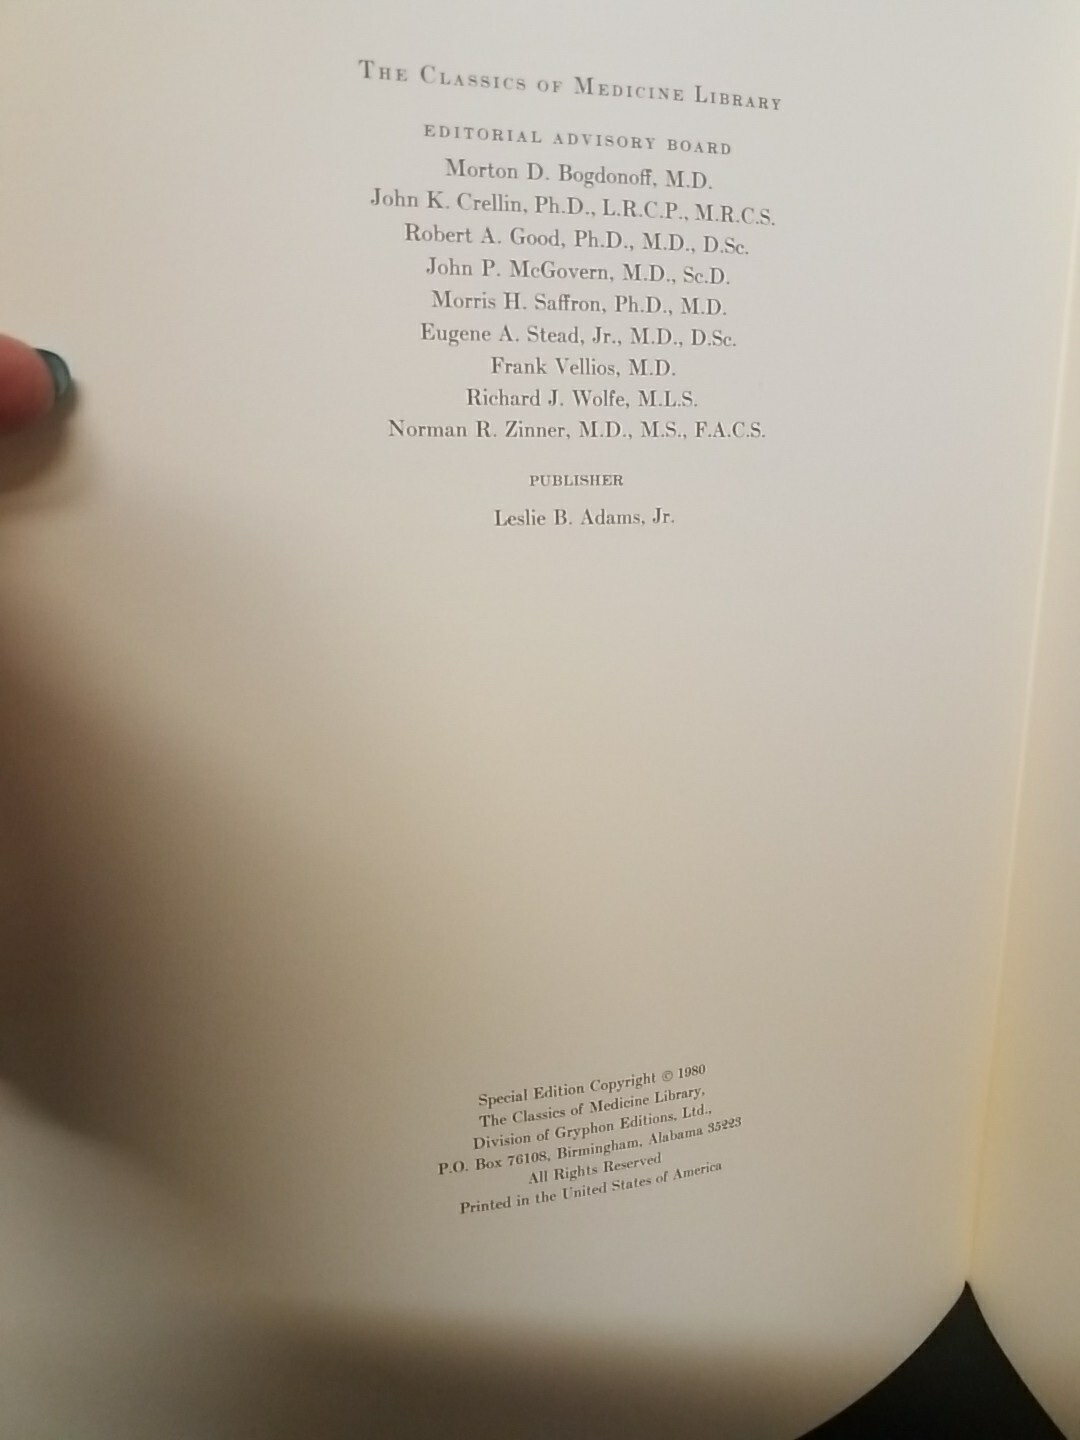 The Classics of Medicine Library
EDITORIAL ADVISORY BOARD
Morton D. Bogdonoff, M.D.
John K. Crellin, Ph.D., L.R.C.P., M.R.C.S.
Robert A. Good, Ph.D., M.D., D.Sc.
John P. McGovern, M.D., Sc.D.
Morris H. Saffron, Ph.D., M.D.
Eugene A. Stead, Jr., M.D., D.Sc.
Frank Vellios, M.D.
Richard J. Wolfe, M.L.S.
Norman R. Zinner, M.D., M.S., F.A.C.S.
PUBLISHER
Leslie B. Adams, Jr.
Special Edition Copyright © 1980
The Classics of Medicine Library,
Division of Gryphon Editions, Ltd.,
P.O. Box 76108, Birmingham, Alabama 35223
All Rights Reserved
Printed in the United States of America